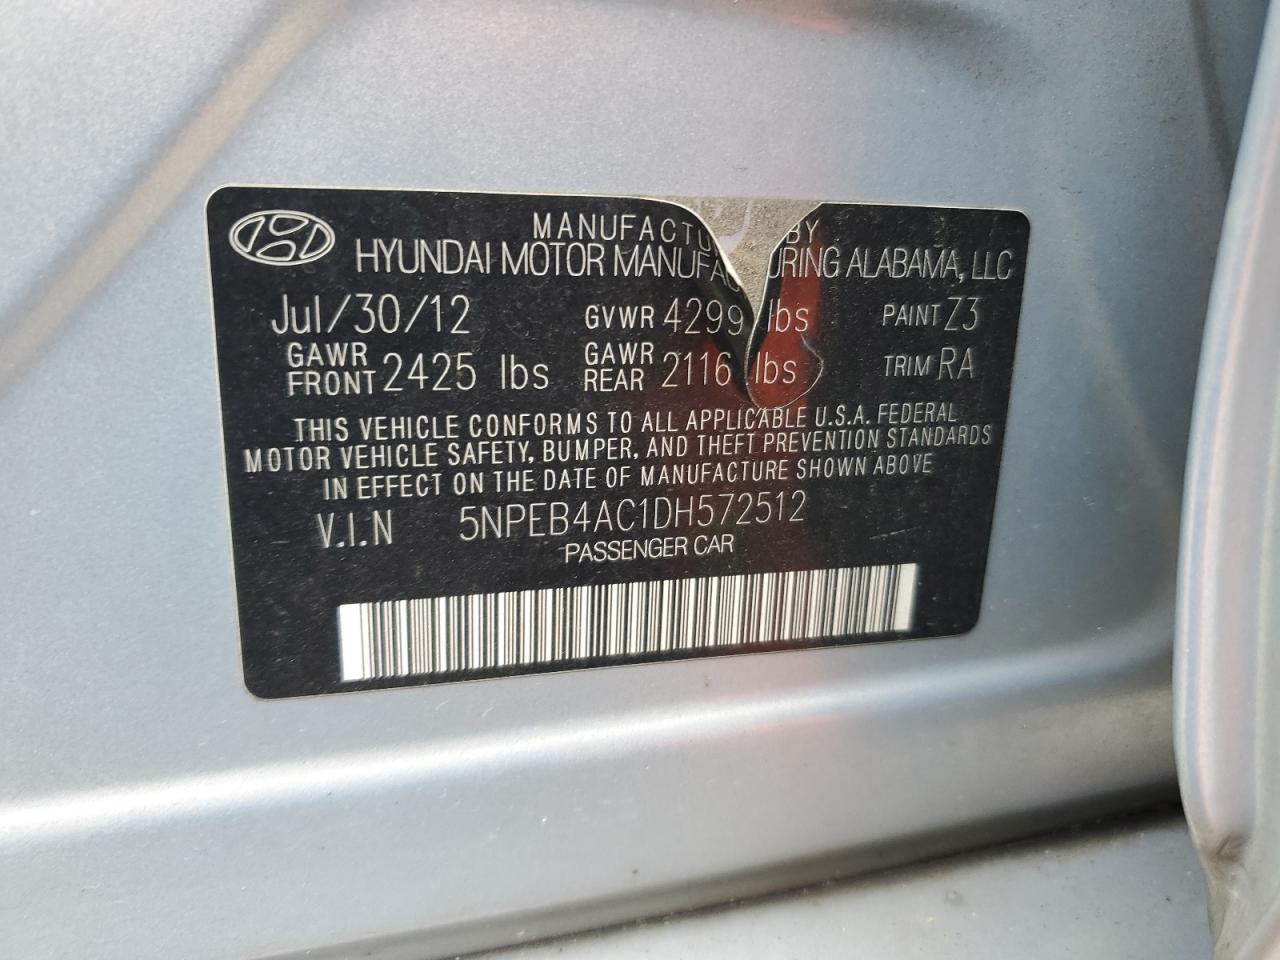 MANUFACTU BY
HYUNDAI MOTOR MANUFACTURING ALABAMA, LLC
Jul/30/12 GVWR 4299 lbs PAINT Z3
GAWR FRONT 2425 lbs GAWR REAR 2116 lbs TRIM RA
THIS VEHICLE CONFORMS TO ALL APPLICABLE U.S.A. FEDERAL
MOTOR VEHICLE SAFETY, BUMPER, AND THEFT PREVENTION STANDARDS
IN EFFECT ON THE DATE OF MANUFACTURE SHOWN ABOVE
V.I.N 5NPEB4AC1DH572512
PASSENGER CAR